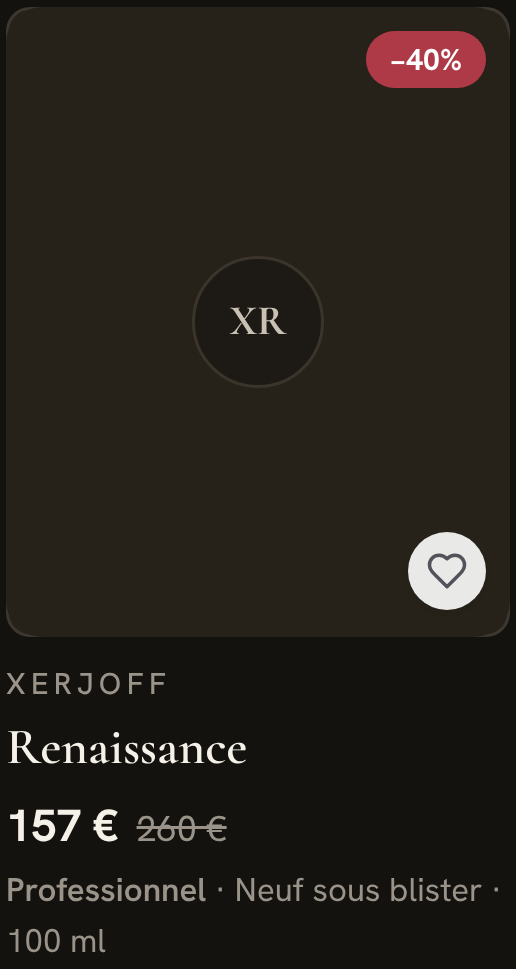 −40%
XR
XERJOFF
Renaissance
157 € 260 €
Professionnel · Neuf sous blister ·
100 ml